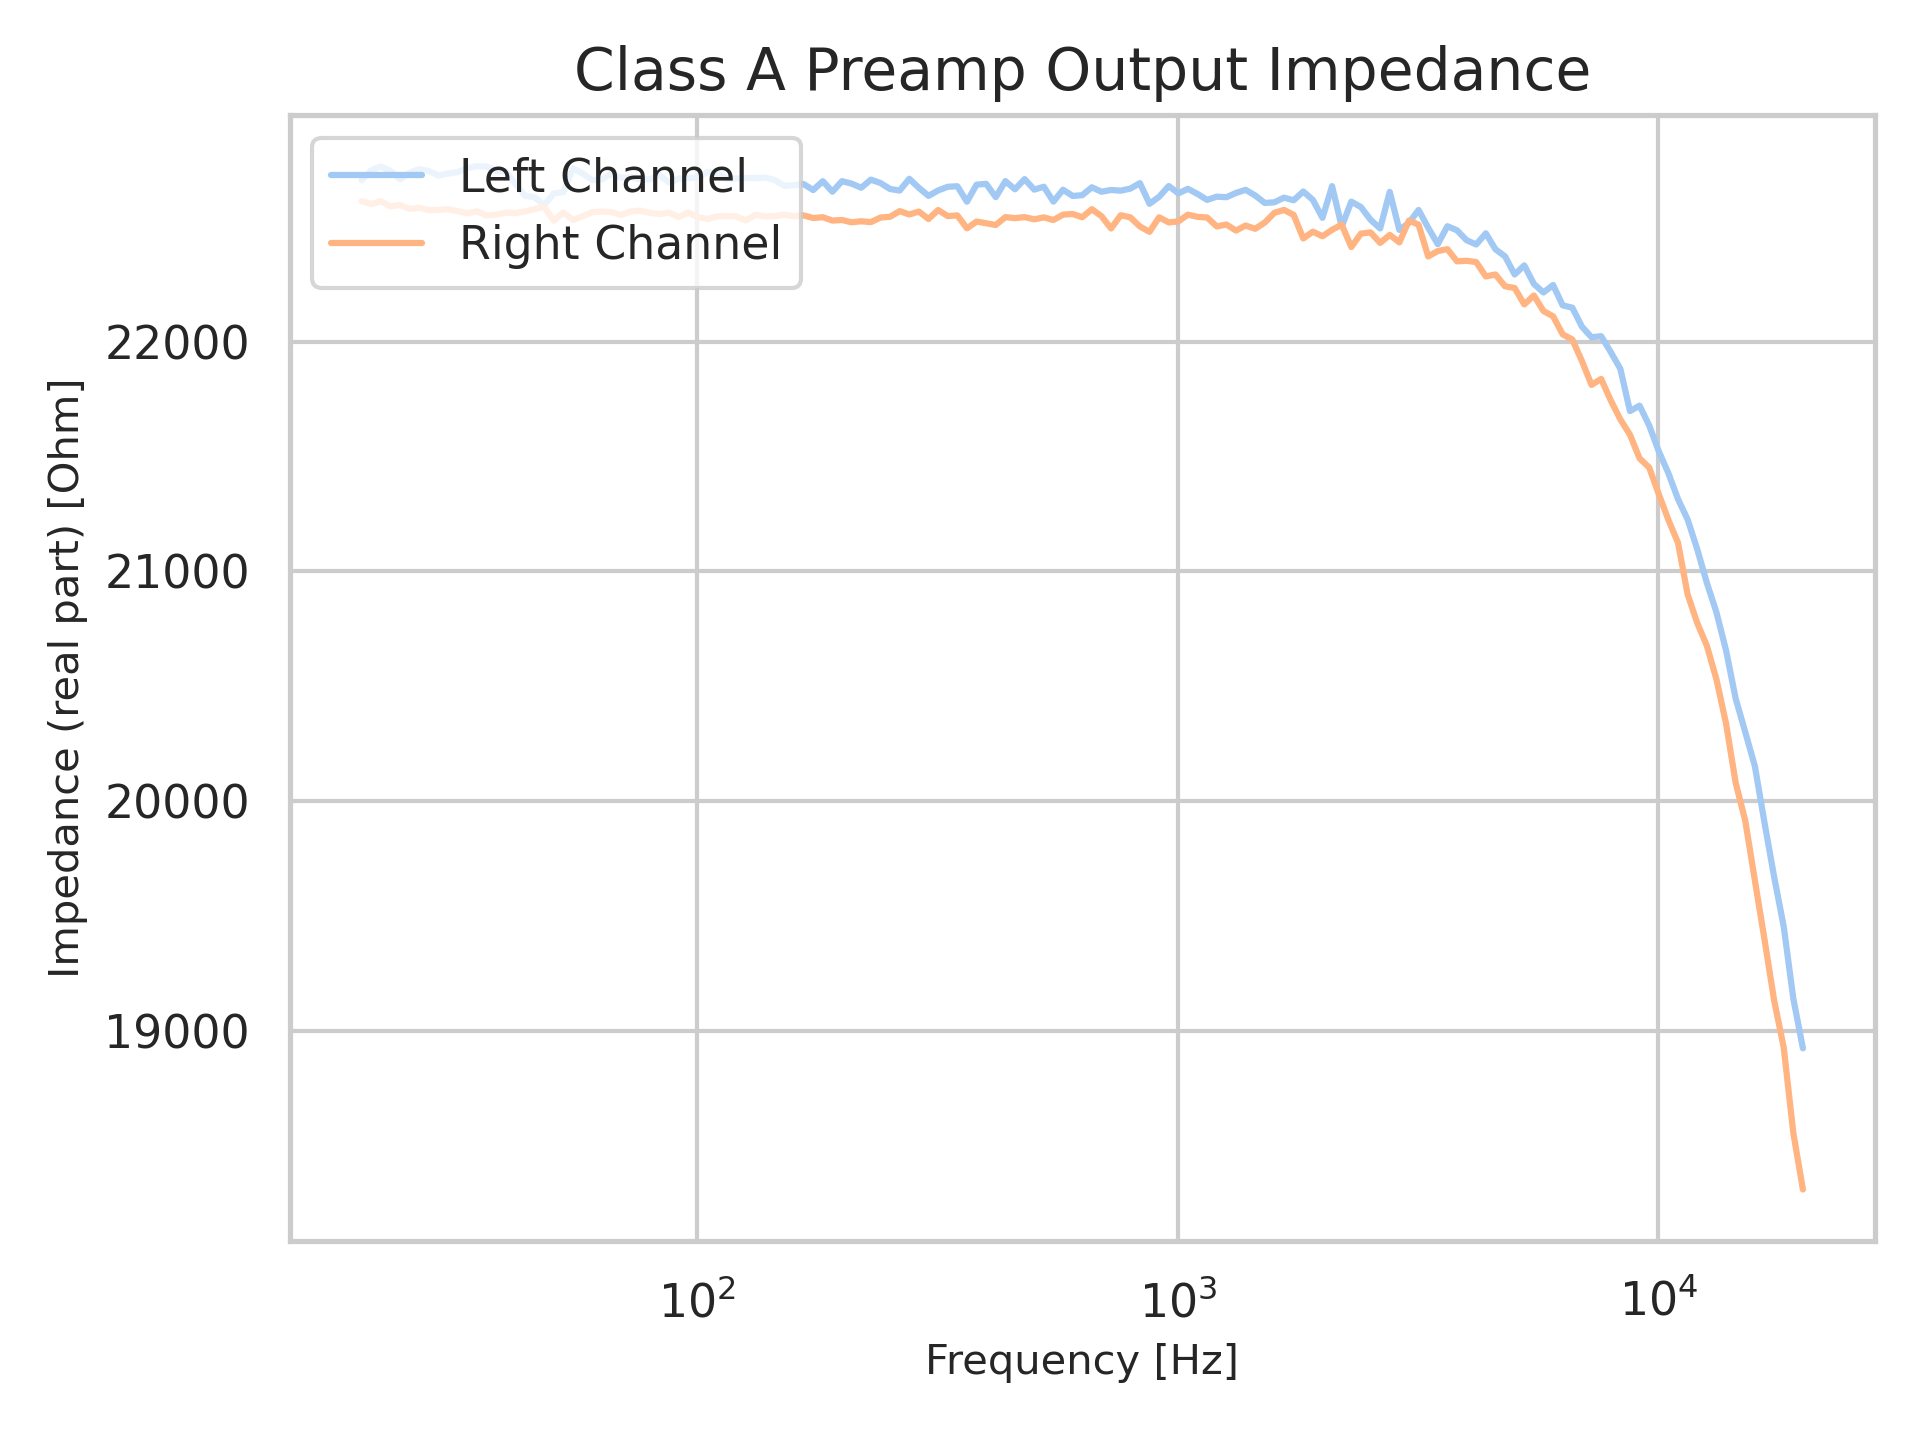 Class A Preamp Output Impedance
Left Channel
Right Channel
22000
21000
20000
19000
Impedance (real part) [Ohm]
10² 10³ 10⁴
Frequency [Hz]